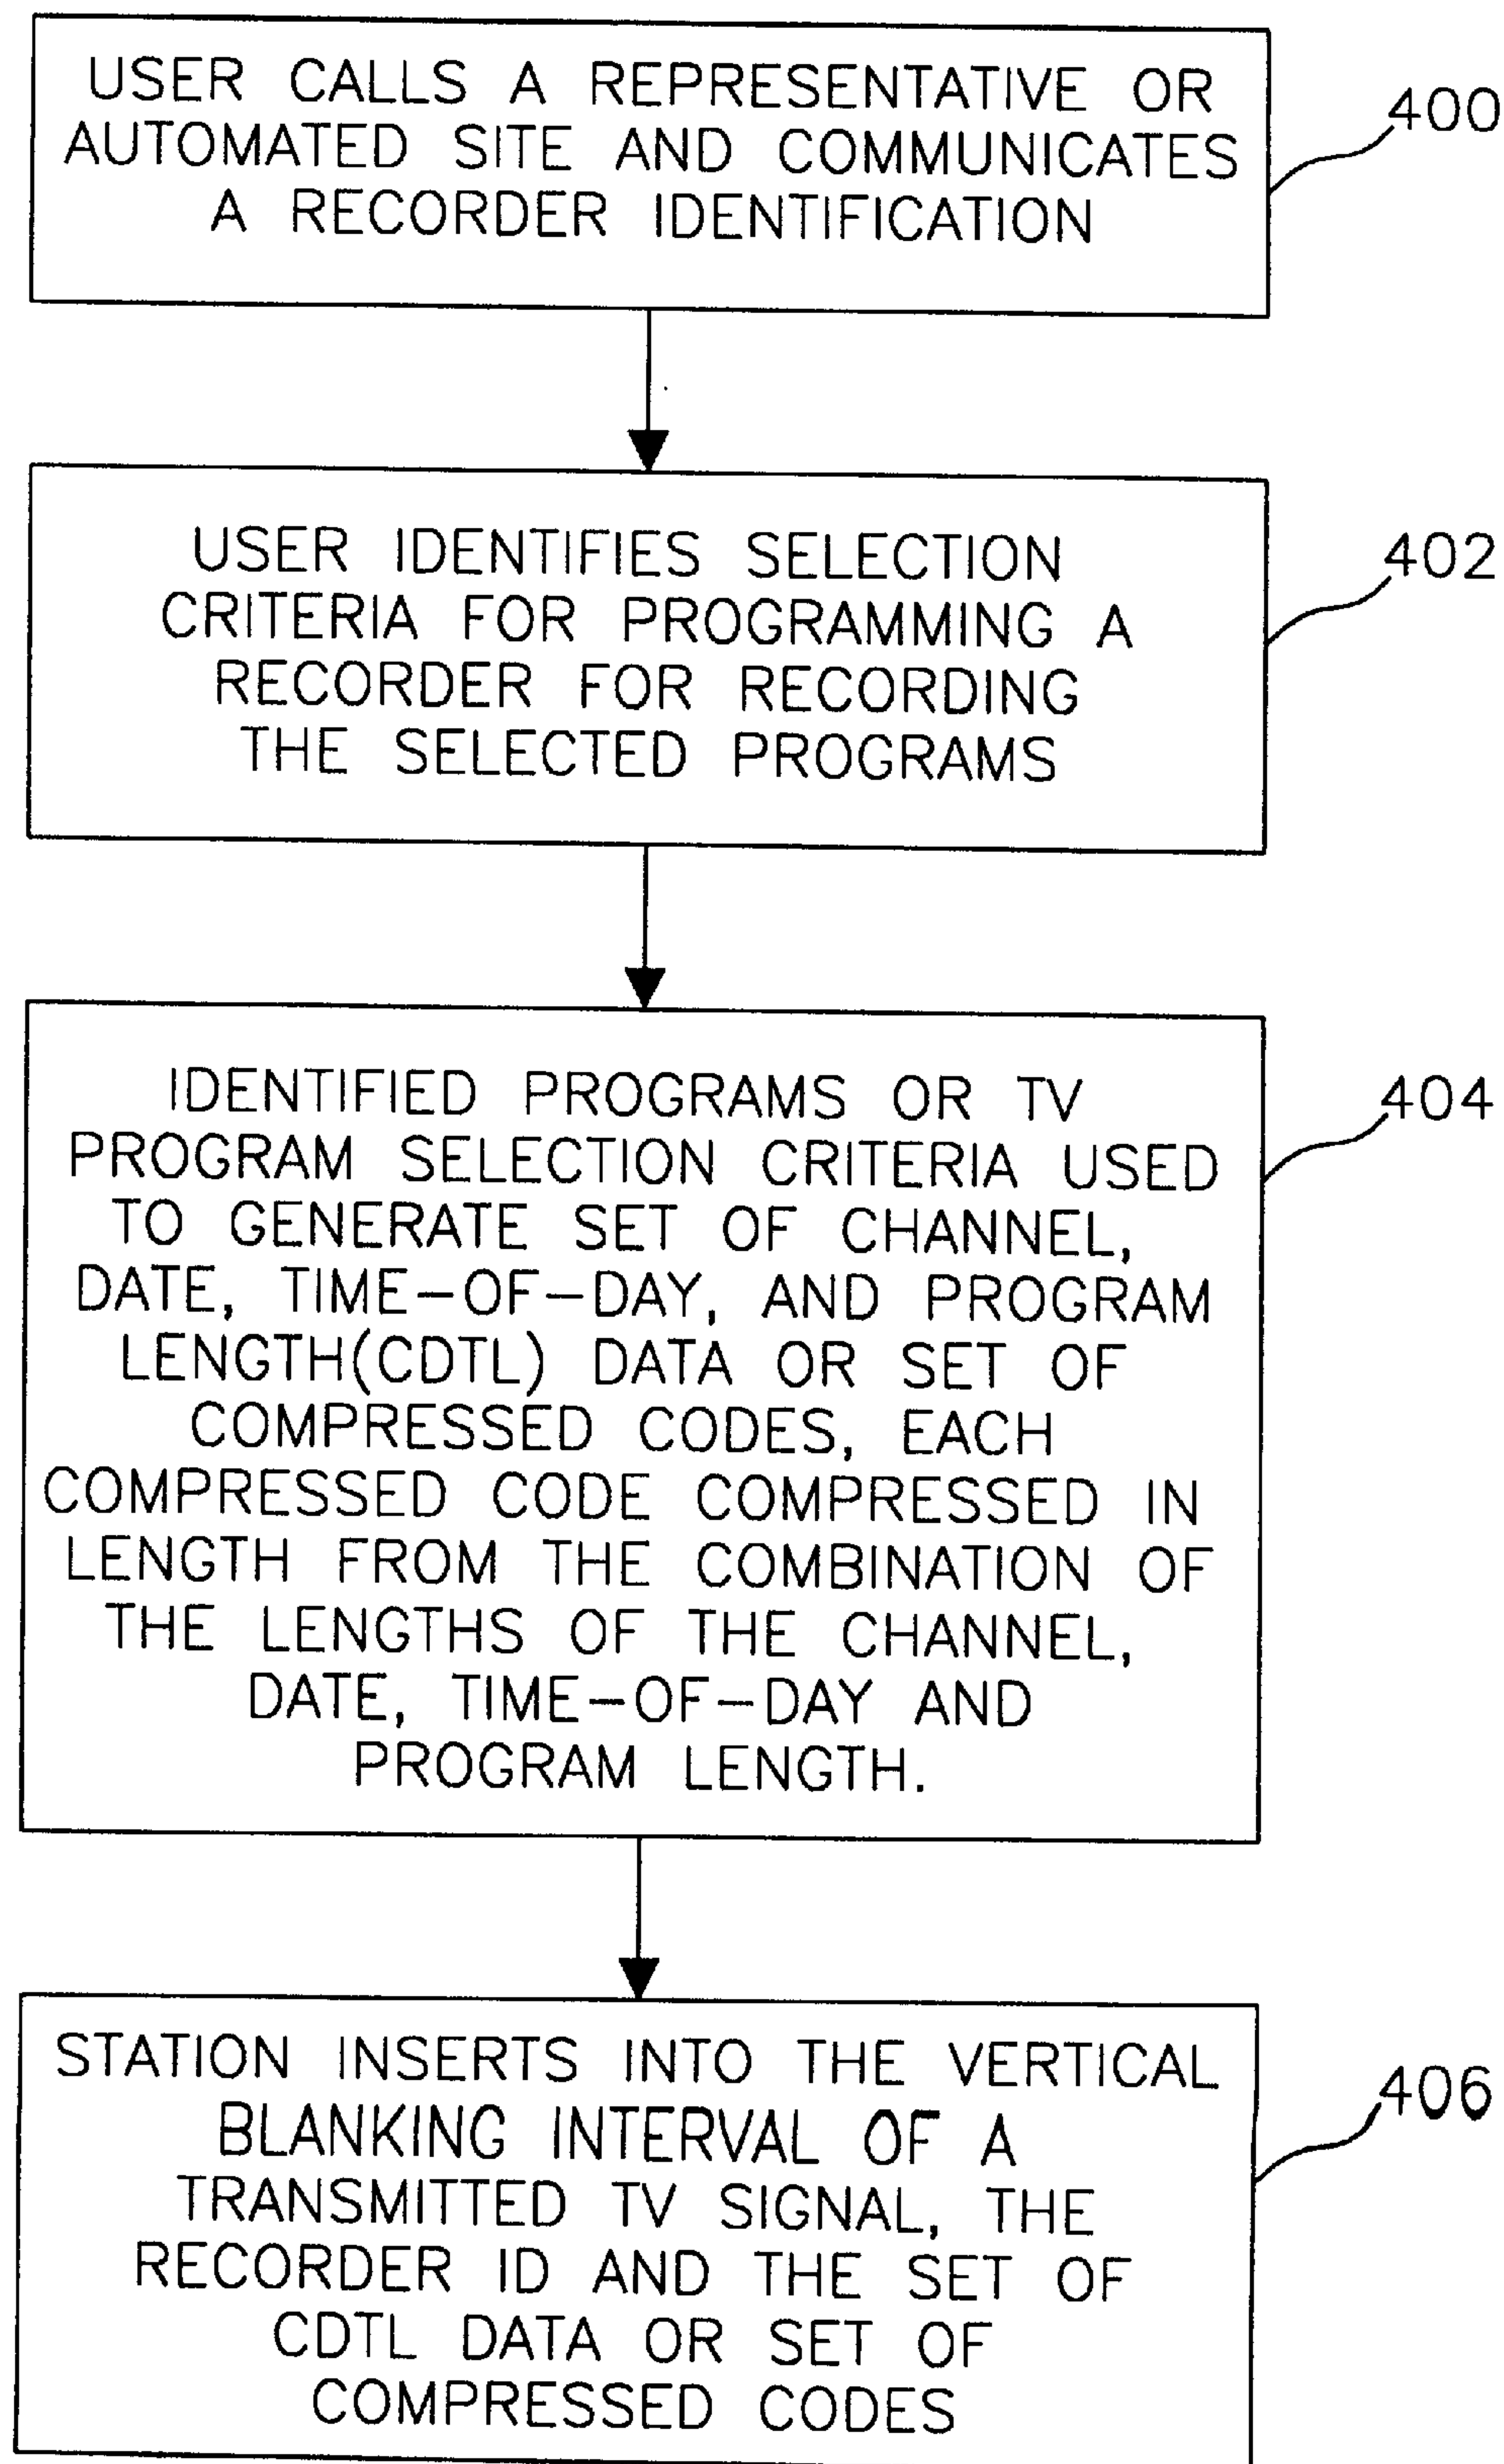 USER CALLS A REPRESENTATIVE OR
AUTOMATED SITE AND COMMUNICATES
A RECORDER IDENTIFICATION
400
USER IDENTIFIES SELECTION
CRITERIA FOR PROGRAMMING A
RECORDER FOR RECORDING
THE SELECTED PROGRAMS
402
IDENTIFIED PROGRAMS OR TV
PROGRAM SELECTION CRITERIA USED
TO GENERATE SET OF CHANNEL,
DATE, TIME-OF-DAY, AND PROGRAM
LENGTH(CDTL) DATA OR SET OF
COMPRESSED CODES, EACH
COMPRESSED CODE COMPRESSED IN
LENGTH FROM THE COMBINATION OF
THE LENGTHS OF THE CHANNEL,
DATE, TIME-OF-DAY AND
PROGRAM LENGTH.
404
STATION INSERTS INTO THE VERTICAL
BLANKING INTERVAL OF A
TRANSMITTED TV SIGNAL, THE
RECORDER ID AND THE SET OF
CDTL DATA OR SET OF
COMPRESSED CODES
406